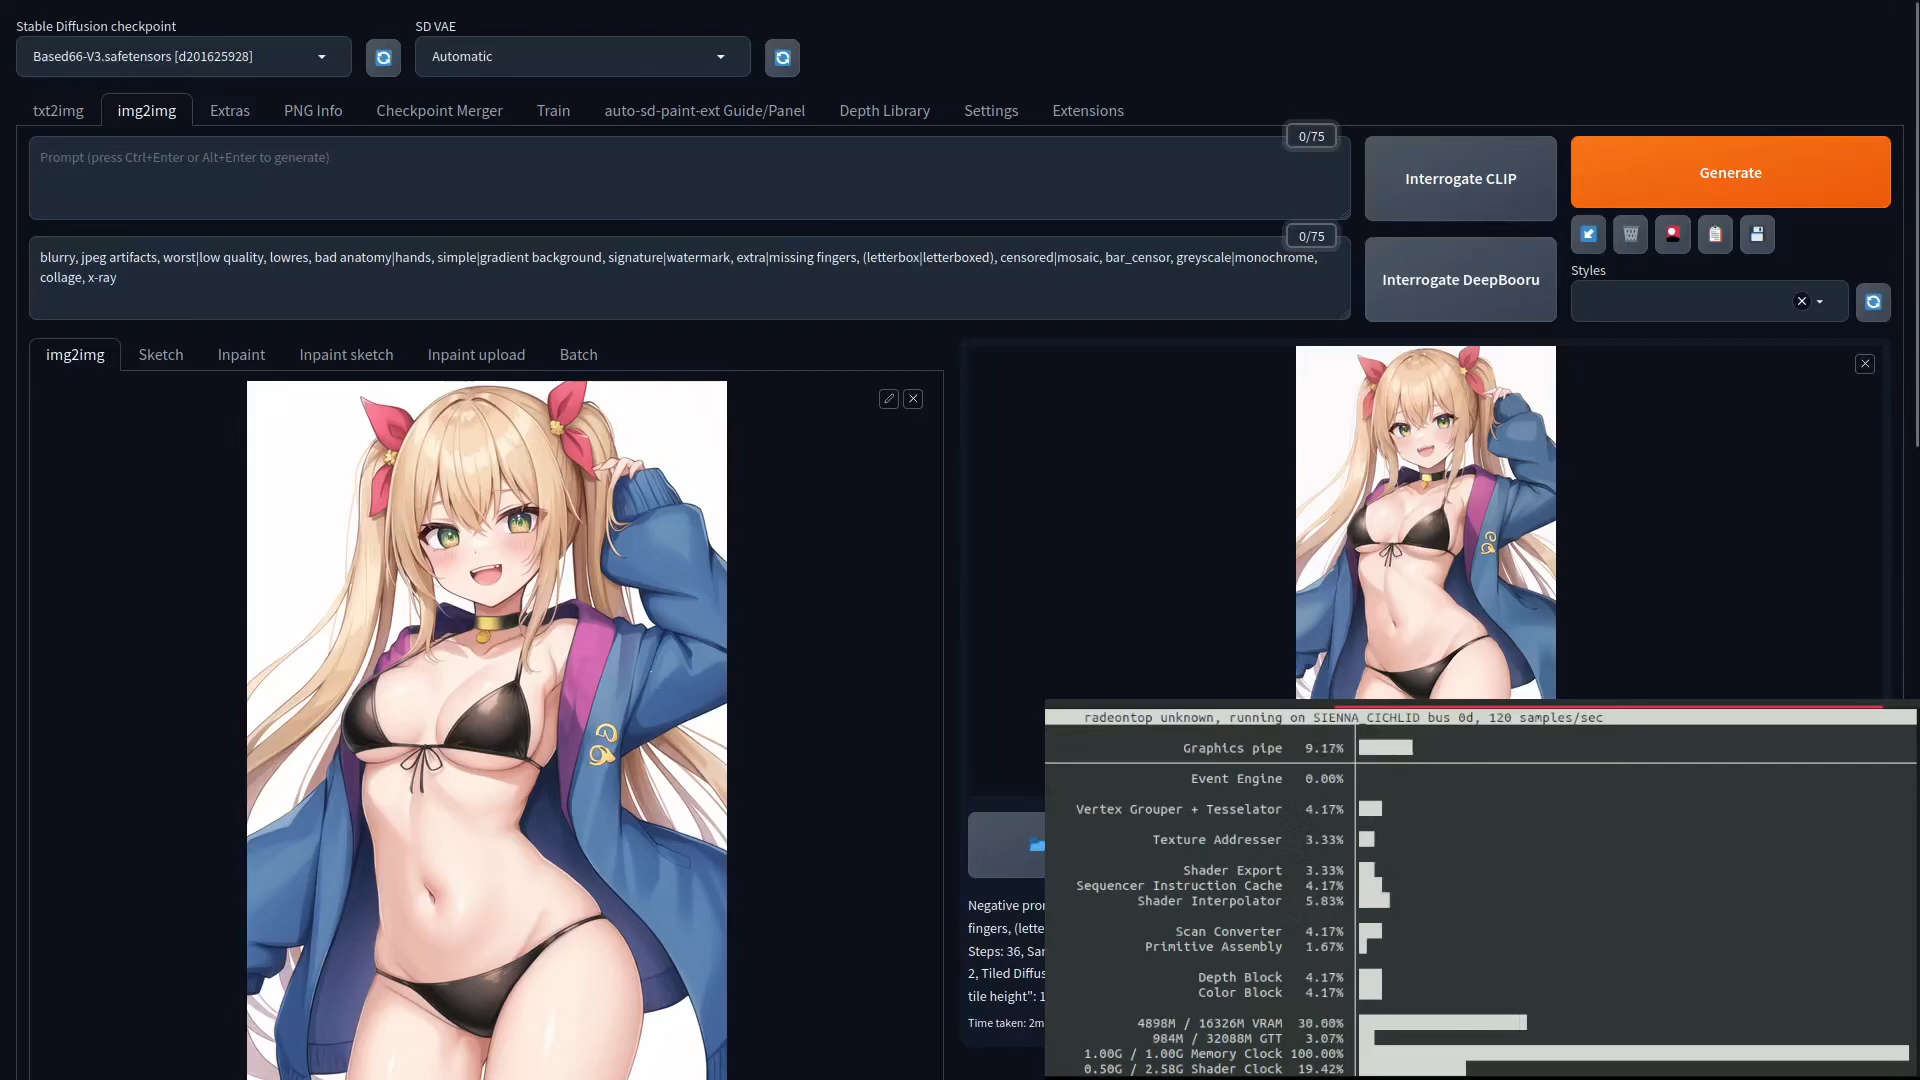 Stable Diffusion checkpoint
SD VAE
Based66-V3.safetensors [d201625928]
Automatic
txt2img
img2img
Extras
PNG Info
Checkpoint Merger
Train
auto-sd-paint-ext Guide/Panel
Depth Library
Settings
Extensions
0/75
Prompt (press Ctrl+Enter or Alt+Enter to generate)
Interrogate CLIP
Generate
0/75
blurry, jpeg artifacts, worst|low quality, lowres, bad anatomy|hands, simple|gradient background, signature|watermark, extra|missing fingers, (letterbox|letterboxed), censored|mosaic, bar_censor, greyscale|monochrome,
collage, x-ray
Interrogate DeepBooru
Styles
img2img
Sketch
Inpaint
Inpaint sketch
Inpaint upload
Batch
Negative pro
fingers, (lette
Steps: 36, Sa
2, Tiled Diffus
tile height": 1
Time taken: 2m
radeontop unknown, running on SIENNA_CICHLID bus 0d, 120 samples/sec
Graphics pipe 9.17%
Event Engine 0.00%
Vertex Grouper + Tesselator 4.17%
Texture Addresser 3.33%
Shader Export 3.33%
Sequencer Instruction Cache 4.17%
Shader Interpolator 5.83%
Scan Converter 4.17%
Primitive Assembly 1.67%
Depth Block 4.17%
Color Block 4.17%
4898M / 16326M VRAM 30.00%
984M / 32088M GTT 3.07%
1.00G / 1.00G Memory Clock 100.00%
0.50G / 2.58G Shader Clock 19.42%